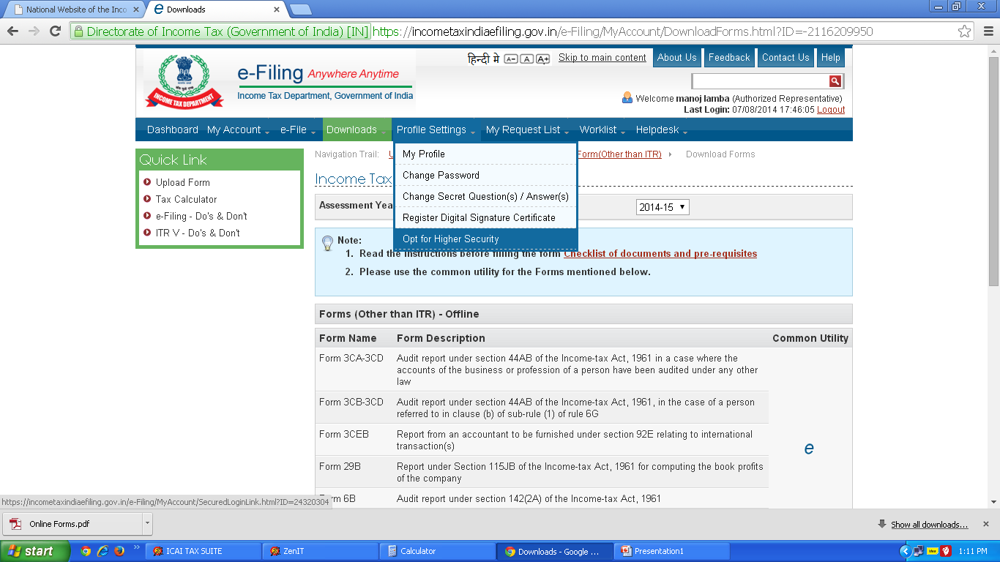 National Website of the Inco
Downloads
Directorate of Income Tax (Government of India) [IN] https://incometaxindiaefiling.gov.in/e-Filing/MyAccount/DownloadForms.html?ID=-2116209950
हिन्दी मे A- A A+ Skip to main content About Us Feedback Contact Us Help
e-Filing Anywhere Anytime
Income Tax Department, Government of India
INCOME TAX DEPARTMENT
Welcome manoj lamba (Authorized Representative)
Last Login: 07/08/2014 17:46:05 Logout
Dashboard My Account e-File Downloads Profile Settings My Request List Worklist Helpdesk
Quick Link
Upload Form
Tax Calculator
e-Filing - Do's & Don't
ITR V - Do's & Don't
Navigation Trail: Form(Other than ITR) Download Forms
My Profile
Change Password
Change Secret Question(s) / Answer(s)
Register Digital Signature Certificate
Opt for Higher Security
Income Tax
Assessment Yea 2014-15
Note:
1. Read the instructions before filling the form Checklist of documents and pre-requisites
2. Please use the common utility for the Forms mentioned below.
Forms (Other than ITR) - Offline
Form Name Form Description Common Utility
Form 3CA-3CD Audit report under section 44AB of the Income-tax Act, 1961 in a case where the
accounts of the business or profession of a person have been audited under any other
law
Form 3CB-3CD Audit report under section 44AB of the Income-tax Act, 1961, in the case of a person
referred to in clause (b) of sub-rule (1) of rule 6G
Form 3CEB Report from an accountant to be furnished under section 92E relating to international
transaction(s)
e
Form 29B Report under Section 115JB of the Income-tax Act, 1961 for computing the book profits
of the company
m 6B Audit report under section 142(2A) of the Income-tax Act, 1961
https://incometaxindiaefiling.gov.in/e-Filing/MyAccount/SecuredLoginLink.html?ID=24320304
Online Forms.pdf Show all downloads...
start ICAI TAX SUITE ZenIT Calculator Downloads - Google ... Presentation1 1:11 PM